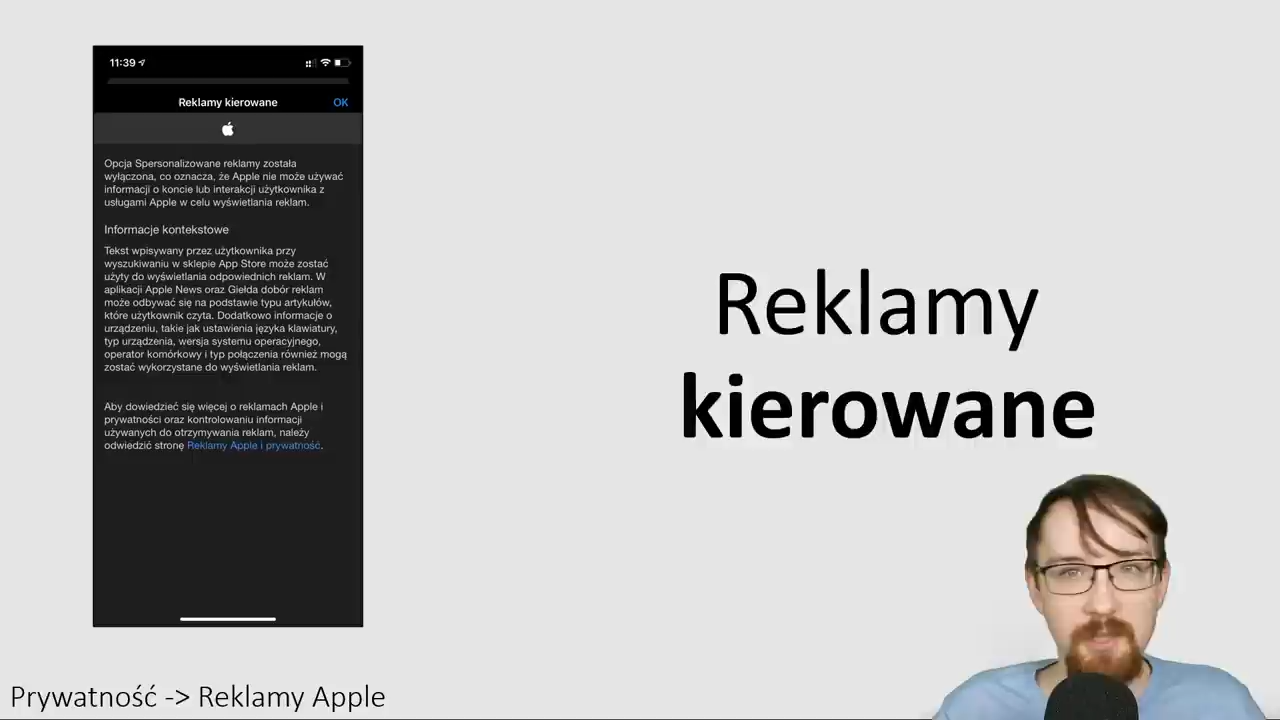 11:39
Reklamy kierowane
OK
Opcja Spersonalizowane reklamy została
wyłączona, co oznacza, że Apple nie może używać
informacji o koncie lub interakcji użytkownika z
usługami Apple w celu wyświetlania reklam.
Informacje kontekstowe
Tekst wpisywany przez użytkownika przy
wyszukiwaniu w sklepie App Store może zostać
użyty do wyświetlania odpowiednich reklam. W
aplikacji Apple News oraz Giełda dobór reklam
może odbywać się na podstawie typu artykułów,
które użytkownik czyta. Dodatkowo informacje o
urządzeniu, takie jak ustawienia języka klawiatury,
typ urządzenia, wersja systemu operacyjnego,
operator komórkowy i typ połączenia również mogą
zostać wykorzystane do wyświetlania reklam.
Aby dowiedzieć się więcej o reklamach Apple i
prywatności oraz kontrolowaniu informacji
używanych do otrzymywania reklam, należy
odwiedzić stronę Reklamy Apple i prywatność.
Reklamy
kierowane
Prywatność -> Reklamy Apple